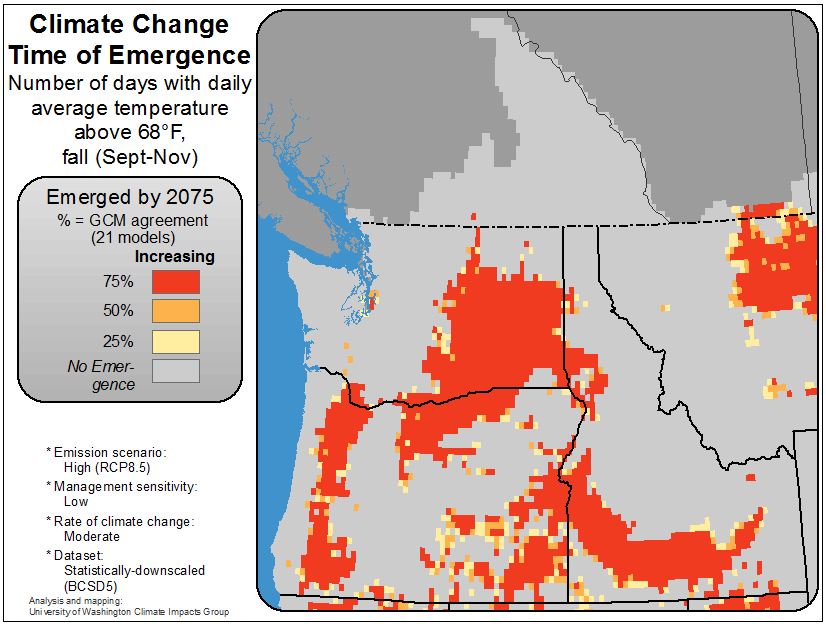 Climate Change
Time of Emergence
Number of days with daily
average temperature
above 68°F,
fall (Sept-Nov)
Emerged by 2075
% = GCM agreement
(21 models)
Increasing
75%
50%
25%
No Emer-
gence
* Emission scenario:
High (RCP8.5)
* Management sensitivity:
Low
* Rate of climate change:
Moderate
* Dataset:
Statistically-downscaled
(BCSD5)
Analysis and mapping:
University of Washington Climate Impacts Group